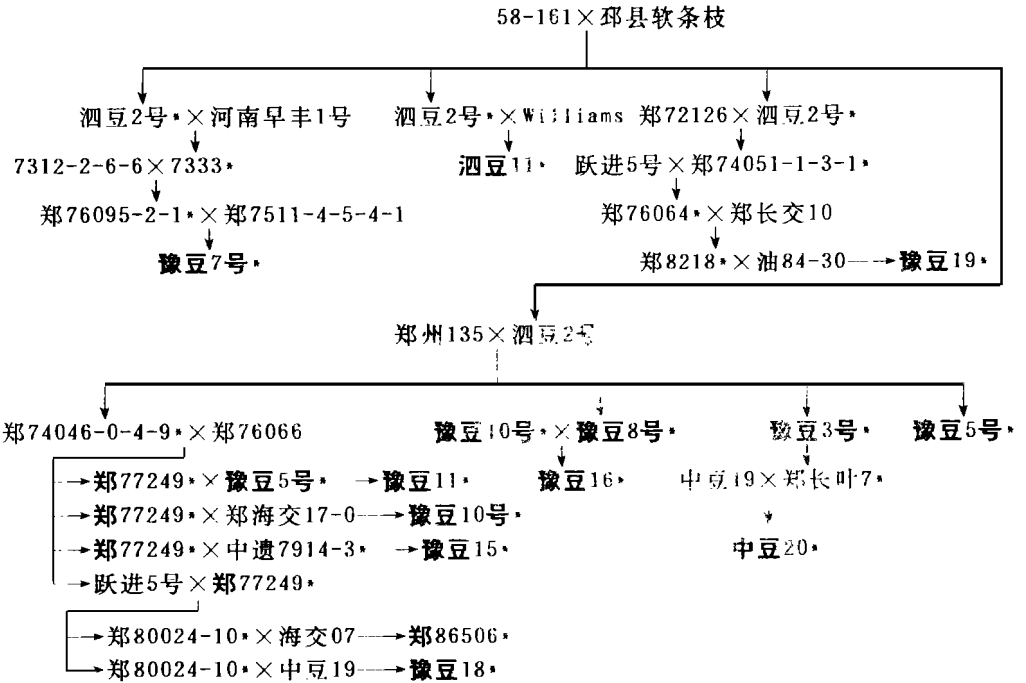 58-161×邳县软条枝
泗豆2号*×河南早丰1号 泗豆2号*×Williams 郑72126×泗豆2号*
7312-2-6-6×7333* 泗豆11* 跃进5号×郑74051-1-3-1*
郑76095-2-1*×郑7511-4-5-4-1 郑76064*×郑长交10
豫豆7号* 郑8218*×油84-30→豫豆19*
郑州135×泗豆2号
郑74046-0-4-9*×郑76066 豫豆10号*×豫豆8号* 豫豆3号* 豫豆5号*
→郑77249*×豫豆5号*→豫豆11* 豫豆16* 中豆19×郑长叶7*
→郑77249*×郑海交17-0→豫豆10号*
→郑77249*×中遗7914-3*→豫豆15* 中豆20*
→跃进5号×郑77249*
→郑80024-10*×海交07→郑86506*
→郑80024-10*×中豆19→豫豆18*